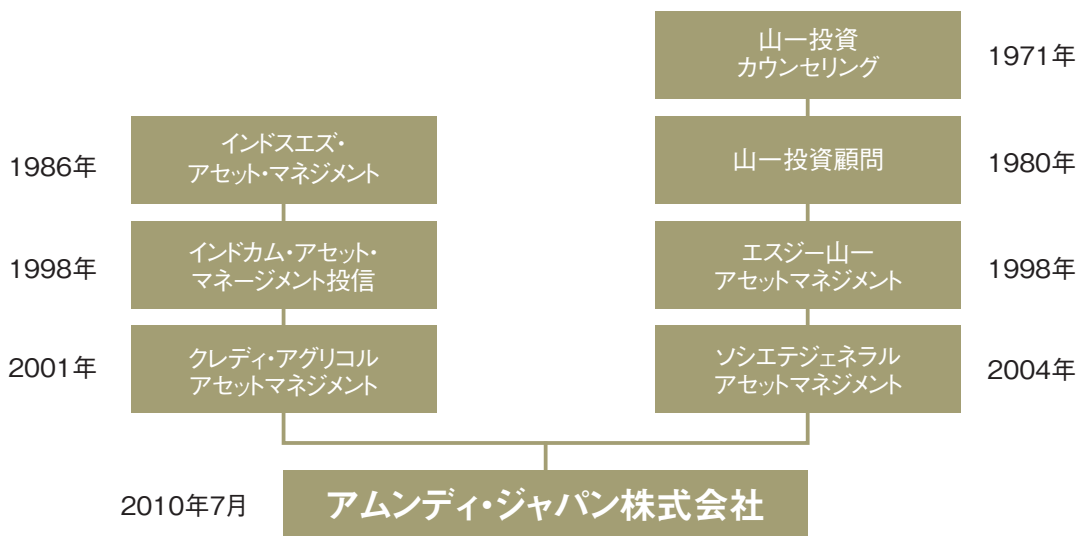 山一投資
カウンセリング
1971年
1986年
インドスエズ・
アセット・マネジメント
山一投資顧問
1980年
1998年
インドカム・アセット・
マネージメント投信
エスジー山一
アセットマネジメント
1998年
2001年
クレディ・アグリコル
アセットマネジメント
ソシエテジェネラル
アセットマネジメント
2004年
2010年7月
アムンディ・ジャパン株式会社